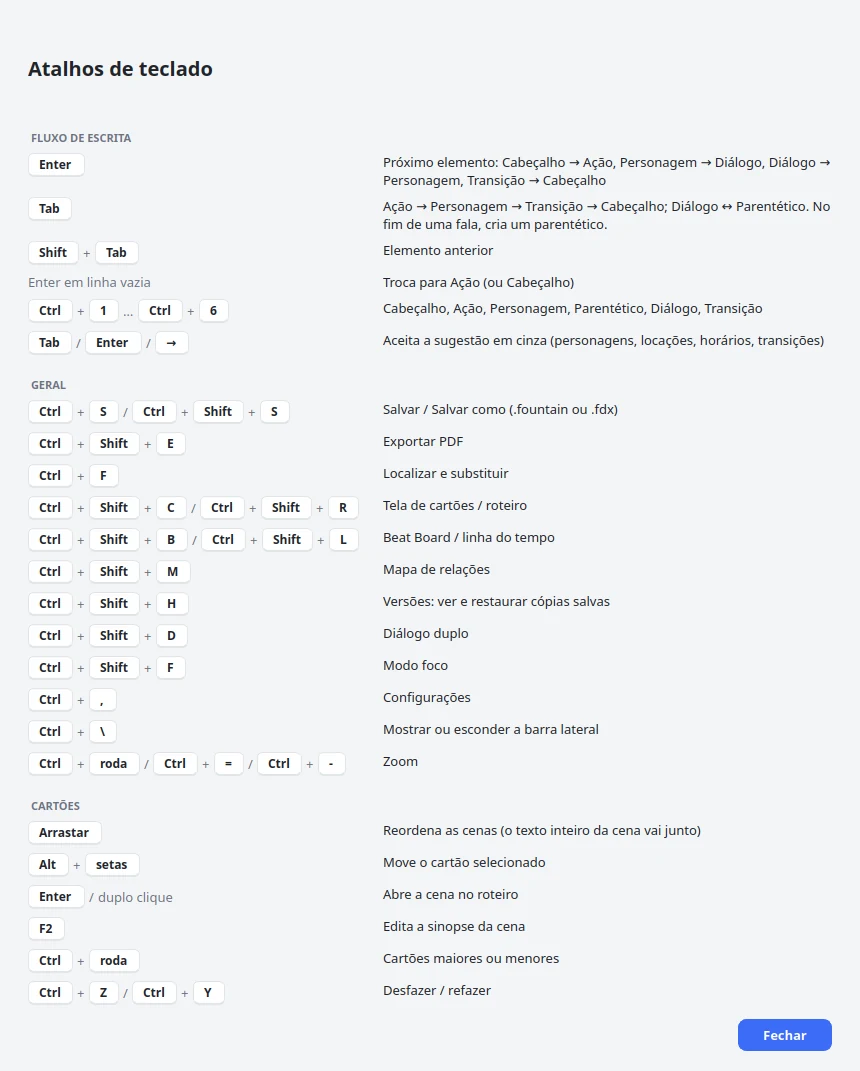 Atalhos de teclado
FLUXO DE ESCRITA
Enter Próximo elemento: Cabeçalho → Ação, Personagem → Diálogo, Diálogo →
Personagem, Transição → Cabeçalho
Tab Ação → Personagem → Transição → Cabeçalho; Diálogo ↔ Parentético. No
fim de uma fala, cria um parentético.
Shift + Tab Elemento anterior
Enter em linha vazia Troca para Ação (ou Cabeçalho)
Ctrl + 1 ... Ctrl + 6 Cabeçalho, Ação, Personagem, Parentético, Diálogo, Transição
Tab / Enter / → Aceita a sugestão em cinza (personagens, locações, horários, transições)
GERAL
Ctrl + S / Ctrl + Shift + S Salvar / Salvar como (.fountain ou .fdx)
Ctrl + Shift + E Exportar PDF
Ctrl + F Localizar e substituir
Ctrl + Shift + C / Ctrl + Shift + R Tela de cartões / roteiro
Ctrl + Shift + B / Ctrl + Shift + L Beat Board / linha do tempo
Ctrl + Shift + M Mapa de relações
Ctrl + Shift + H Versões: ver e restaurar cópias salvas
Ctrl + Shift + D Diálogo duplo
Ctrl + Shift + F Modo foco
Ctrl + , Configurações
Ctrl + \ Mostrar ou esconder a barra lateral
Ctrl + roda / Ctrl + = / Ctrl + - Zoom
CARTÕES
Arrastar Reordena as cenas (o texto inteiro da cena vai junto)
Alt + setas Move o cartão selecionado
Enter / duplo clique Abre a cena no roteiro
F2 Edita a sinopse da cena
Ctrl + roda Cartões maiores ou menores
Ctrl + Z / Ctrl + Y Desfazer / refazer
Fechar